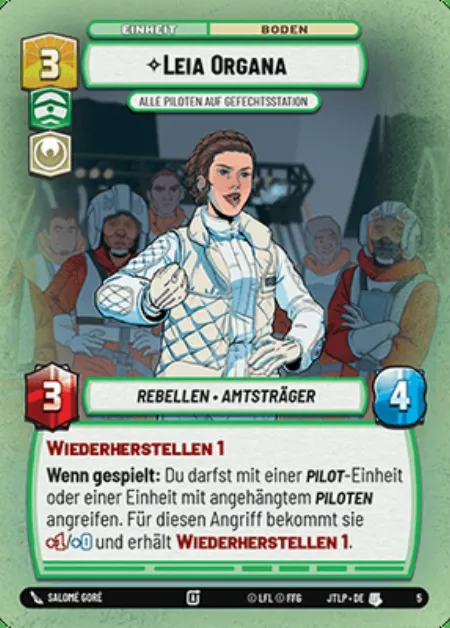 EINHEIT BODEN
3
LEIA ORGANA
ALLE PILOTEN AUF GEFECHTSSTATION
3
REBELLEN • AMTSTRÄGER
4
WIEDERHERSTELLEN 1
Wenn gespielt: Du darfst mit einer PILOT-Einheit
oder einer Einheit mit angehängtem PILOTEN
angreifen. Für diesen Angriff bekommt sie
+1/+0 und erhält WIEDERHERSTELLEN 1.
SALOMÉ GORÉ
© LFL © FFG
JTLP • DE
5